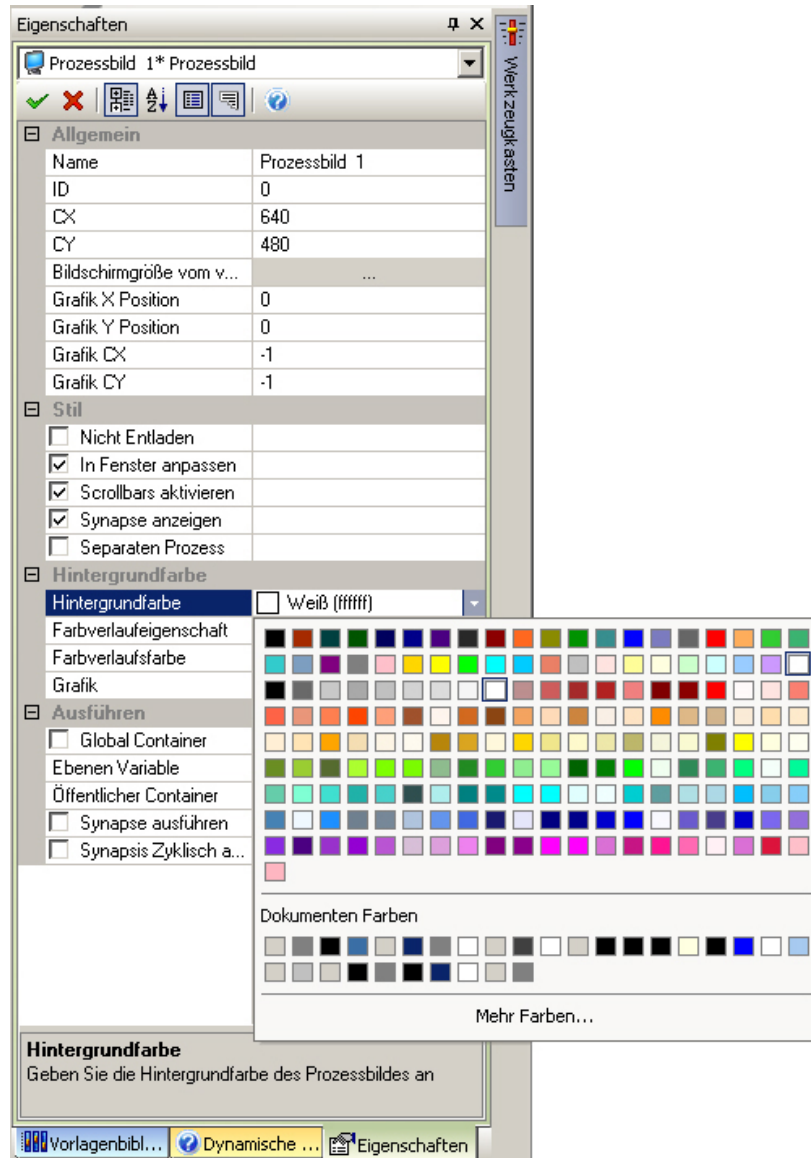 Eigenschaften
Prozessbild 1* Prozessbild
Werkzeugkasten
Allgemein
Name Prozessbild 1
ID 0
CX 640
CY 480
Bildschirmgröße vom v... ...
Grafik X Position 0
Grafik Y Position 0
Grafik CX -1
Grafik CY -1
Stil
Nicht Entladen
In Fenster anpassen
Scrollbars aktivieren
Synapse anzeigen
Separaten Prozess
Hintergrundfarbe
Hintergrundfarbe Weiß (ffffff)
Farbverlaufeigenschaft
Farbverlaufsfarbe
Grafik
Ausführen
Global Container
Ebenen Variable
Öffentlicher Container
Synapse ausführen
Synapsis Zyklisch a...
Dokumenten Farben
Mehr Farben...
Hintergrundfarbe
Geben Sie die Hintergrundfarbe des Prozessbildes an
Vorlagenbibl... Dynamische ... Eigenschaften